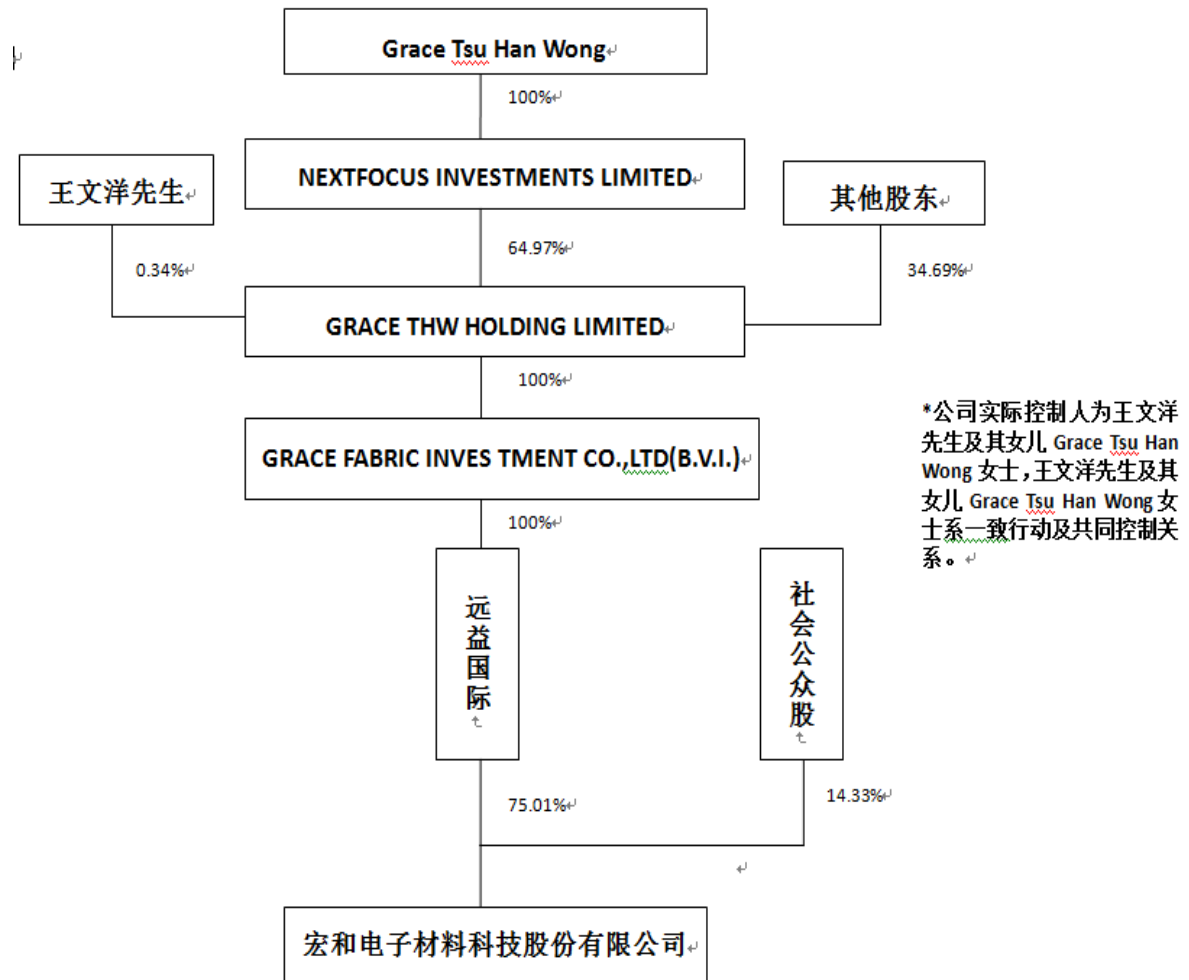 Grace Tsu Han Wong
100%
NEXTFOCUS INVESTMENTS LIMITED
王文洋先生
其他股东
64.97%
0.34%
34.69%
GRACE THW HOLDING LIMITED
100%
*公司实际控制人为王文洋
先生及其女儿 Grace Tsu Han
Wong 女士，王文洋先生及其
女儿 Grace Tsu Han Wong 女
士系一致行动及共同控制关
系。
GRACE FABRIC INVES TMENT CO.,LTD(B.V.I.)
100%
远益国际
社会公众股
75.01%
14.33%
宏和电子材料科技股份有限公司